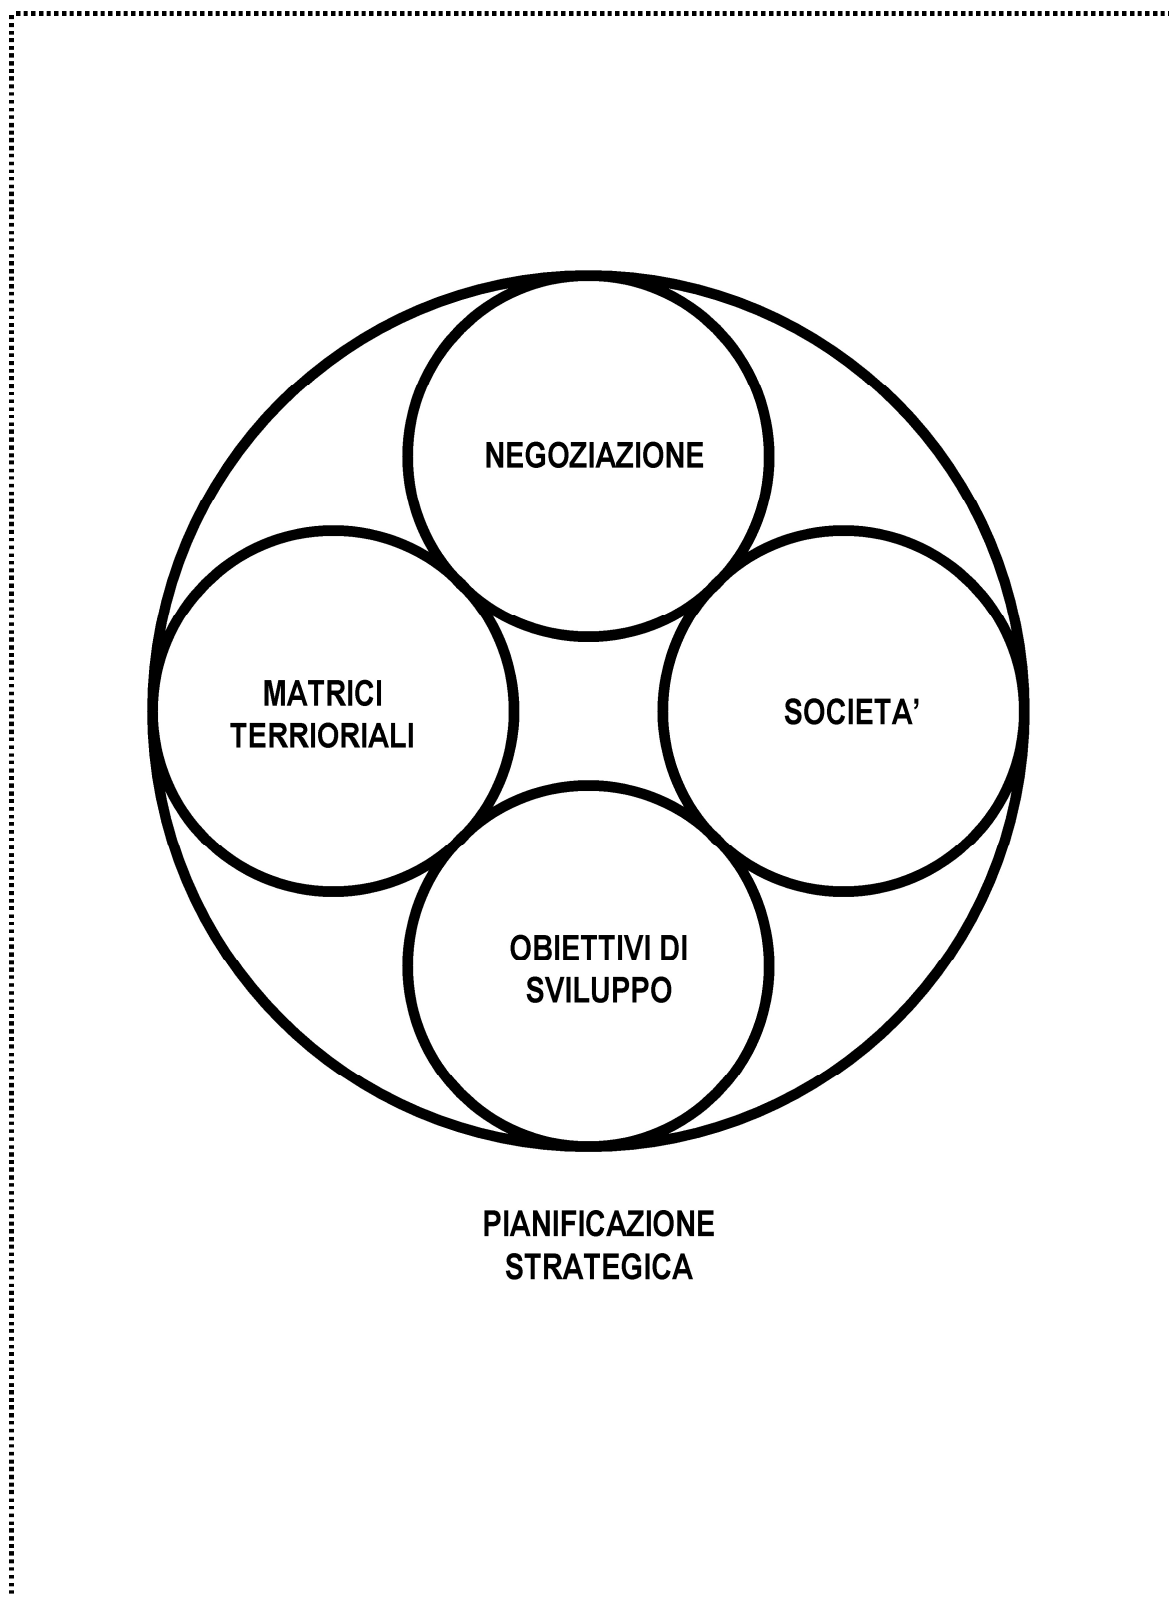 NEGOZIAZIONE
MATRICI
TERRIORIALI
SOCIETA’
OBIETTIVI DI
SVILUPPO
PIANIFICAZIONE
STRATEGICA